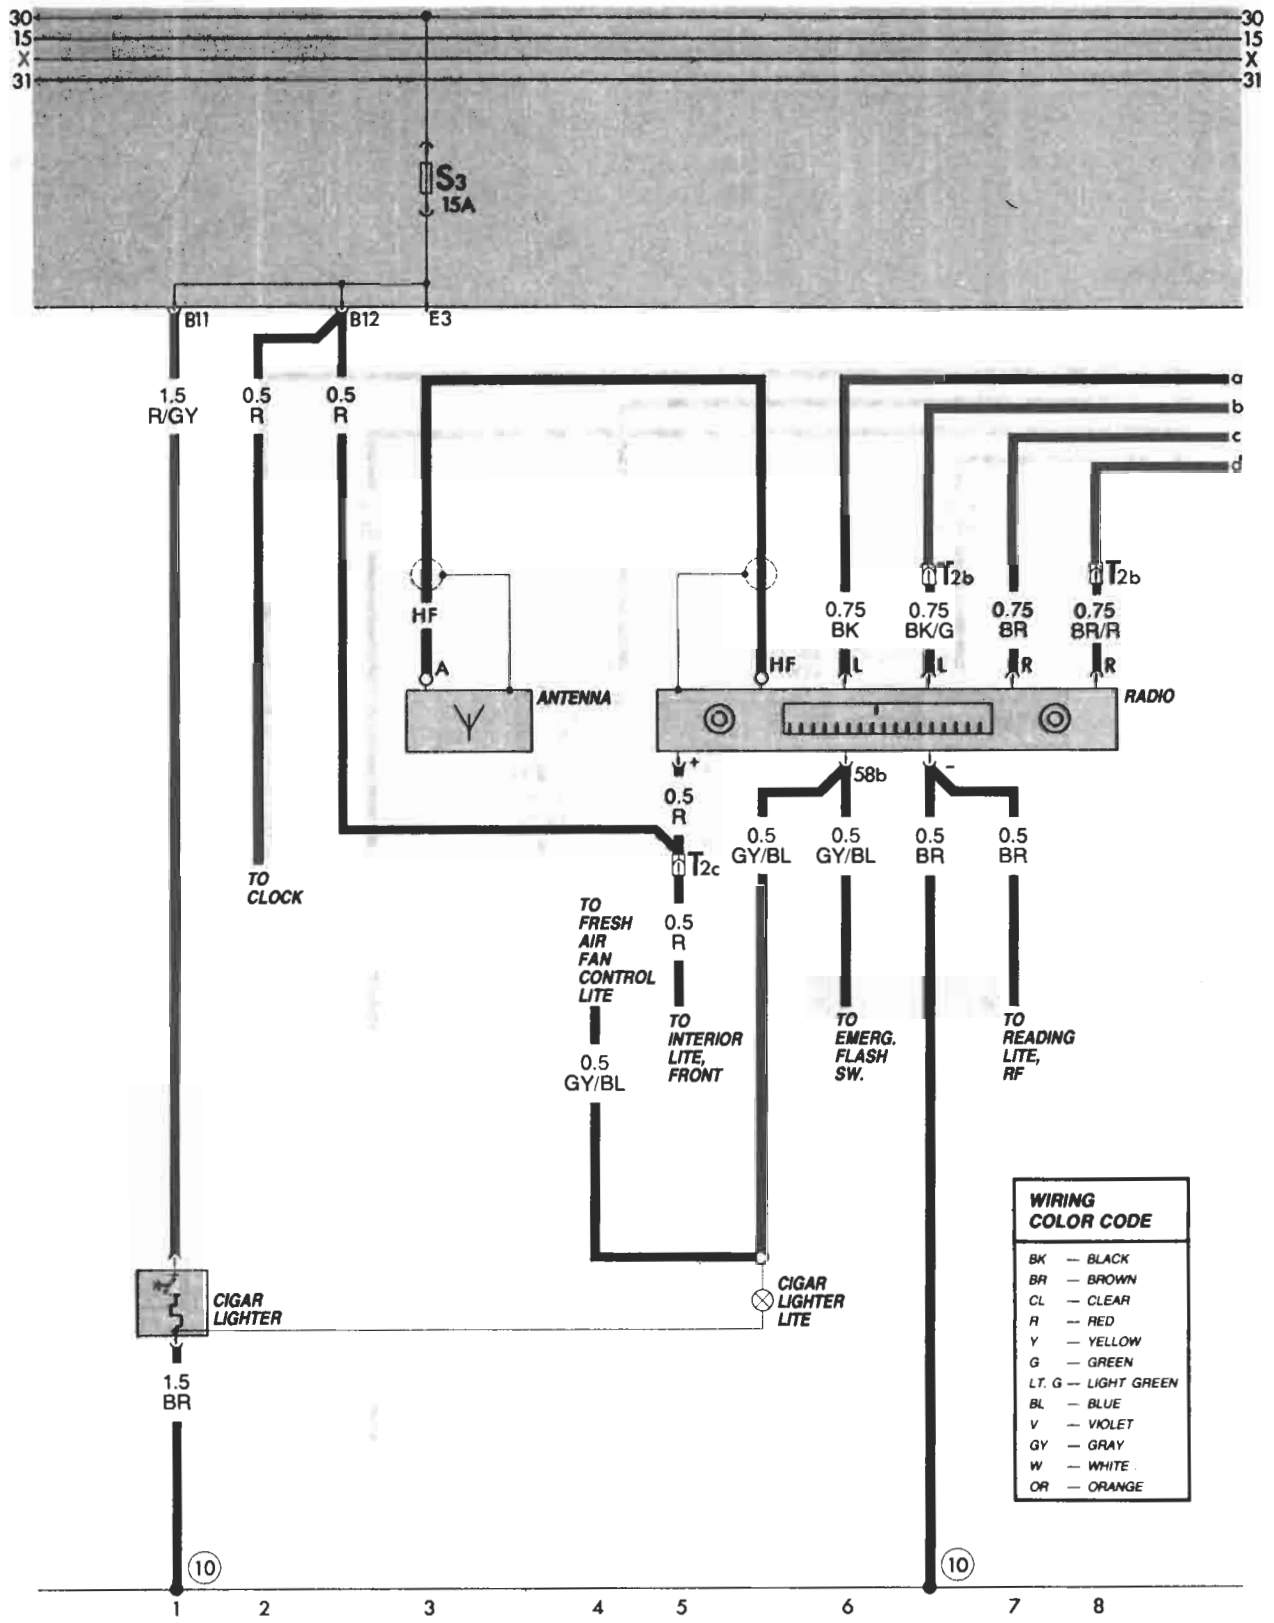 30 30
15 15
X X
31 31
S3
15A
B11 B12 E3
1.5
R/GY
0.5
R
0.5
R
a
b
c
d
T2b
T2b
HF
0.75
BK
0.75
BK/G
0.75
BR
0.75
BR/R
A
HF
L
L
R
R
ANTENNA
RADIO
+
58b
-
0.5
R
0.5
GY/BL
0.5
GY/BL
0.5
BR
0.5
BR
T2c
TO
CLOCK
TO
FRESH
AIR
FAN
CONTROL
LITE
0.5
R
TO
INTERIOR
LITE,
FRONT
TO
EMERG.
FLASH
SW.
TO
READING
LITE,
RF
0.5
GY/BL
WIRING
COLOR CODE
BK — BLACK
BR — BROWN
CL — CLEAR
R — RED
Y — YELLOW
G — GREEN
LT. G — LIGHT GREEN
BL — BLUE
V — VIOLET
GY — GRAY
W — WHITE
OR — ORANGE
CIGAR
LIGHTER
CIGAR
LIGHTER
LITE
1.5
BR
10
10
1 2 3 4 5 6 7 8